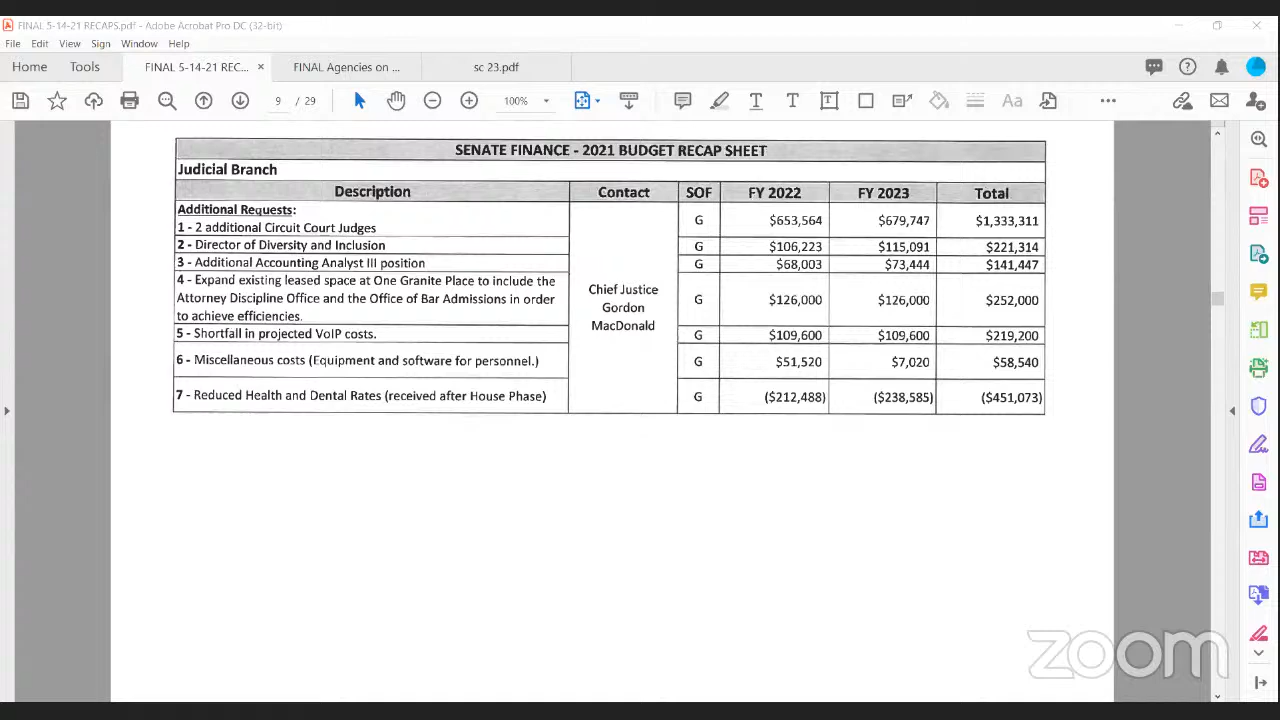 FINAL 5-14-21 RECAPS.pdf - Adobe Acrobat Pro DC (32-bit)
File Edit View Sign Window Help
Home Tools FINAL 5-14-21 REC... × FINAL Agencies on ... sc 23.pdf
/ 29 100%
SENATE FINANCE - 2021 BUDGET RECAP SHEET
Judicial Branch
Description Contact SOF FY 2022 FY 2023 Total
Additional Requests:
1 - 2 additional Circuit Court Judges G $653,564 $679,747 $1,333,311
2 - Director of Diversity and Inclusion G $106,223 $115,091 $221,314
3 - Additional Accounting Analyst III position G $68,003 $73,444 $141,447
4 - Expand existing leased space at One Granite Place to include the
Attorney Discipline Office and the Office of Bar Admissions in order
to achieve efficiencies. G $126,000 $126,000 $252,000
Chief Justice
Gordon
MacDonald
5 - Shortfall in projected VoIP costs. G $109,600 $109,600 $219,200
6 - Miscellaneous costs (Equipment and software for personnel.) G $51,520 $7,020 $58,540
7 - Reduced Health and Dental Rates (received after House Phase) G ($212,488) ($238,585) ($451,073)
zoom